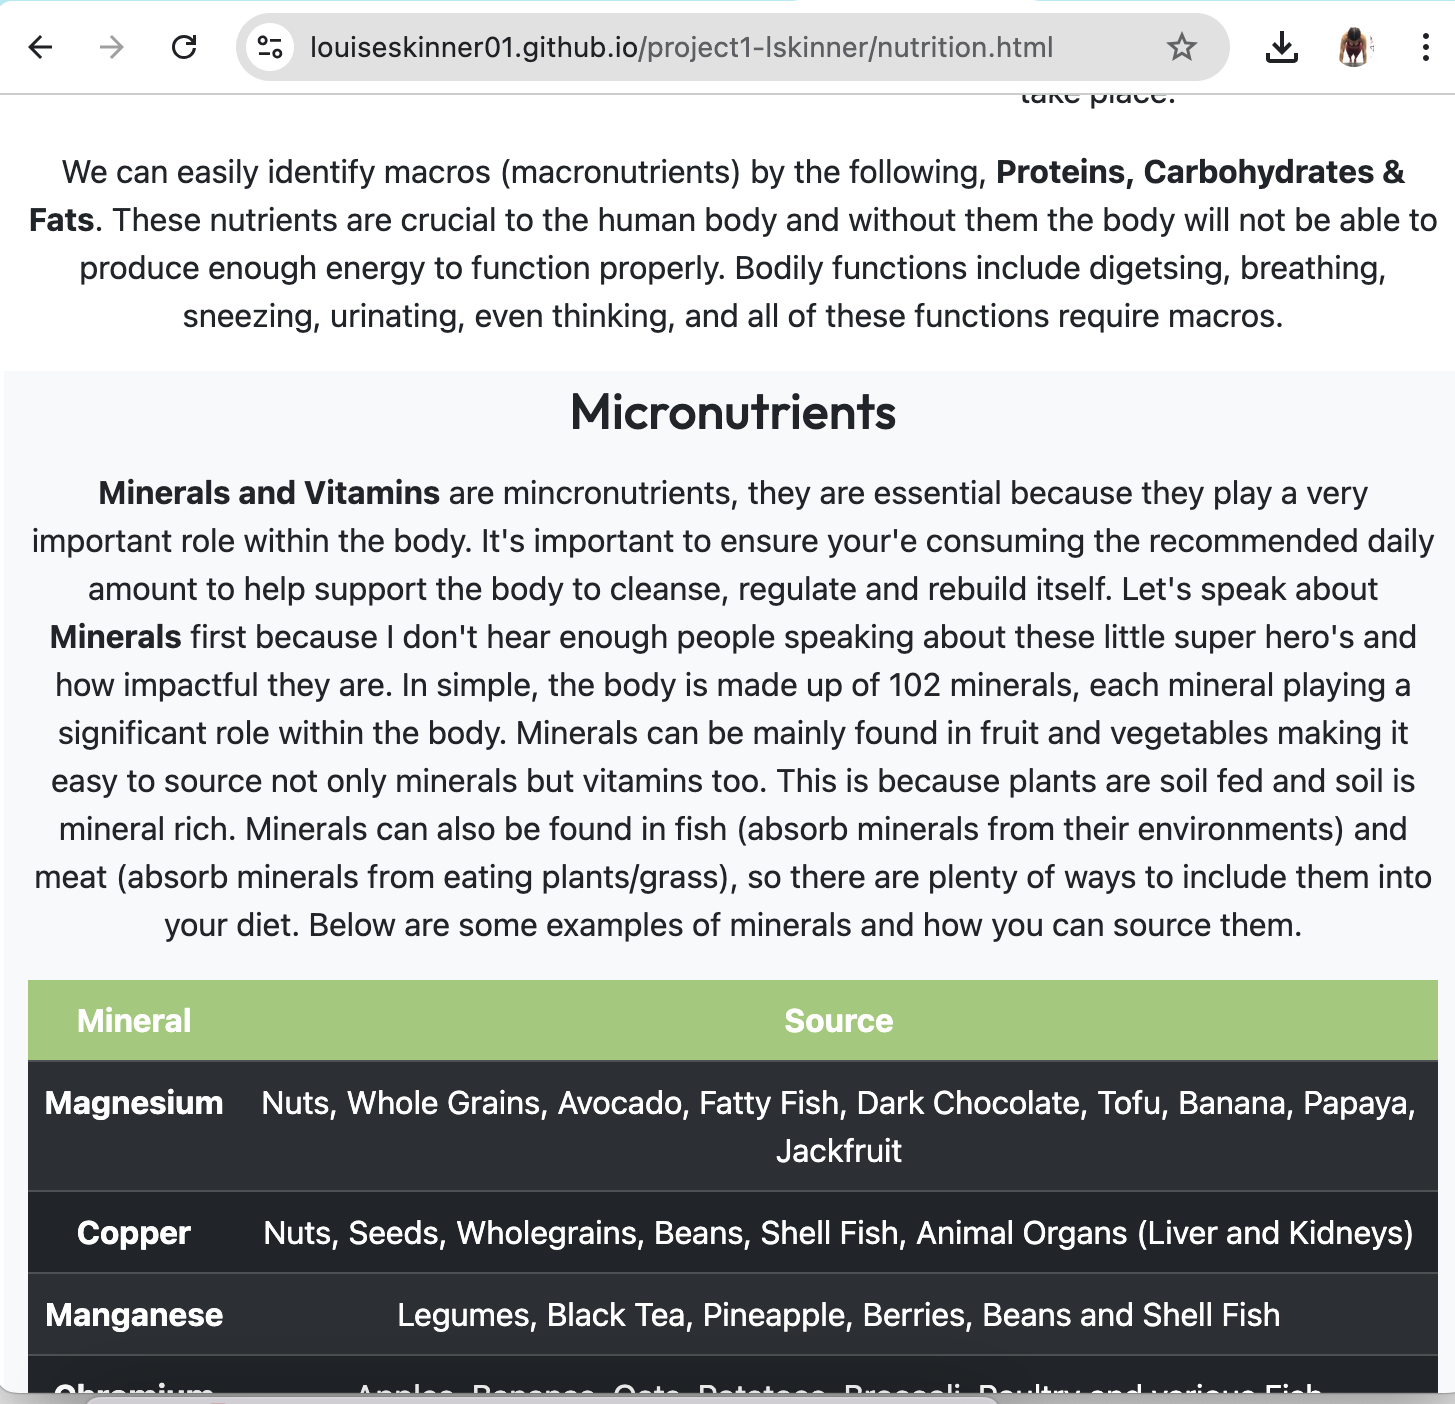 louiseskinner01.github.io/project1-lskinner/nutrition.html
take place.
We can easily identify macros (macronutrients) by the following, Proteins, Carbohydrates &
Fats. These nutrients are crucial to the human body and without them the body will not be able to
produce enough energy to function properly. Bodily functions include digetsing, breathing,
sneezing, urinating, even thinking, and all of these functions require macros.
Micronutrients
Minerals and Vitamins are mincronutrients, they are essential because they play a very
important role within the body. It's important to ensure your'e consuming the recommended daily
amount to help support the body to cleanse, regulate and rebuild itself. Let's speak about
Minerals first because I don't hear enough people speaking about these little super hero's and
how impactful they are. In simple, the body is made up of 102 minerals, each mineral playing a
significant role within the body. Minerals can be mainly found in fruit and vegetables making it
easy to source not only minerals but vitamins too. This is because plants are soil fed and soil is
mineral rich. Minerals can also be found in fish (absorb minerals from their environments) and
meat (absorb minerals from eating plants/grass), so there are plenty of ways to include them into
your diet. Below are some examples of minerals and how you can source them.
Mineral Source
Magnesium Nuts, Whole Grains, Avocado, Fatty Fish, Dark Chocolate, Tofu, Banana, Papaya,
Jackfruit
Copper Nuts, Seeds, Wholegrains, Beans, Shell Fish, Animal Organs (Liver and Kidneys)
Manganese Legumes, Black Tea, Pineapple, Berries, Beans and Shell Fish
Chromium Apples, Bananas, Oats, Potatoes, Broccoli, Poultry and various Fish